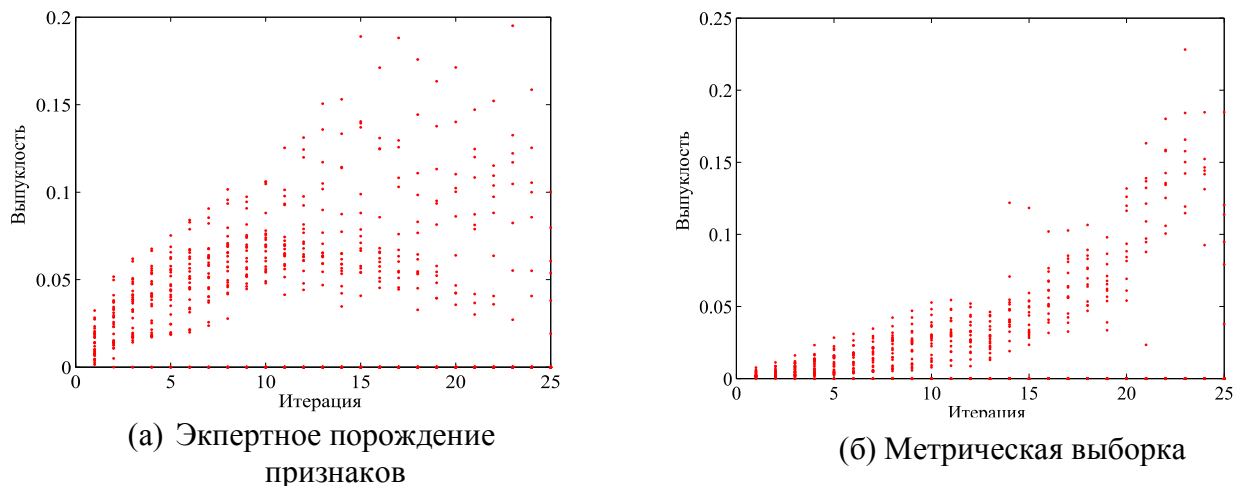 0.2
0.15
0.1
0.05
0
Выпуклость
0 5 10 15 20 25
Итерация
(а) Экпертное порождение
признаков
0.25
0.2
0.15
0.1
0.05
0
Выпуклость
0 5 10 15 20 25
Итерация
(б) Метрическая выборка